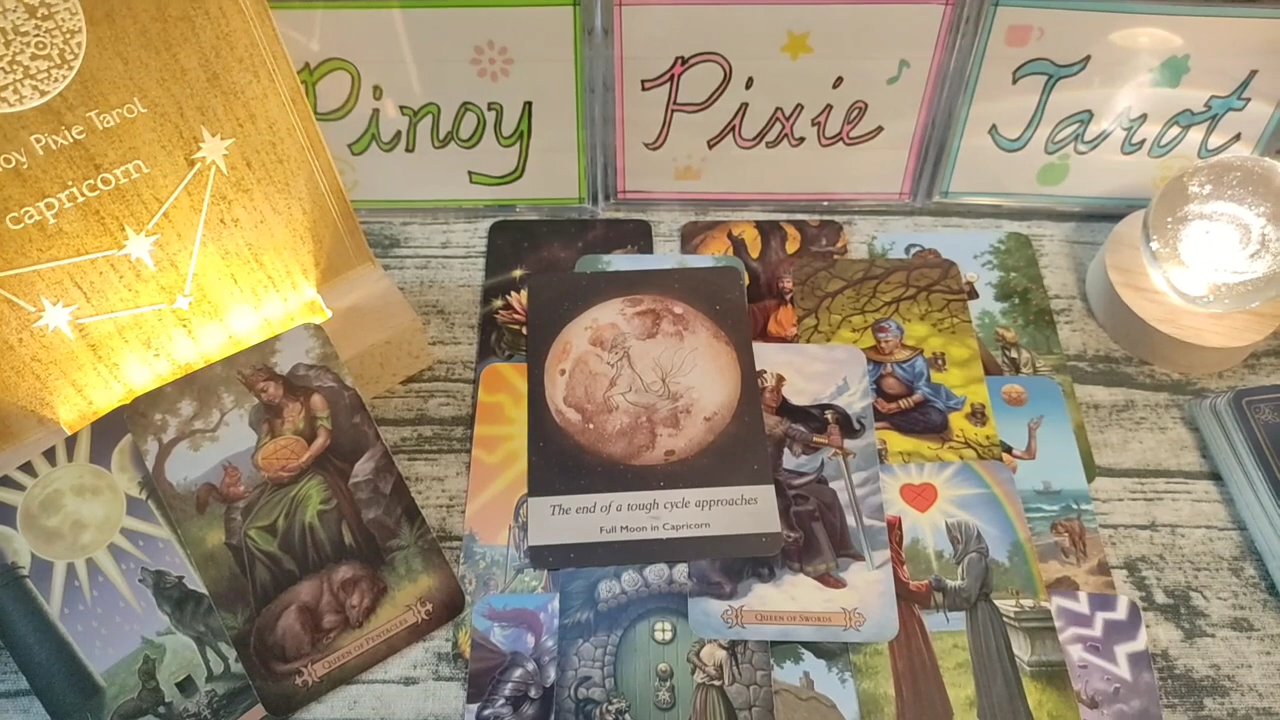 Pinoy
Pixie
Tarot
oy Pixie Tarot
capricorn
The end of a tough cycle approaches
Full Moon in Capricorn
QUEEN OF SWORDS
QUEEN OF PENTACLES